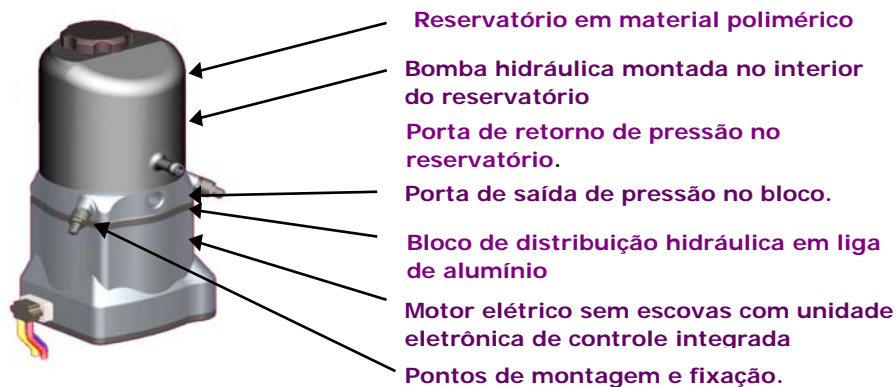 Reservatório em material polimérico
Bomba hidráulica montada no interior
do reservatório
Porta de retorno de pressão no
reservatório.
Porta de saída de pressão no bloco.
Bloco de distribuição hidráulica em liga
de alumínio
Motor elétrico sem escovas com unidade
eletrônica de controle integrada
Pontos de montagem e fixação.